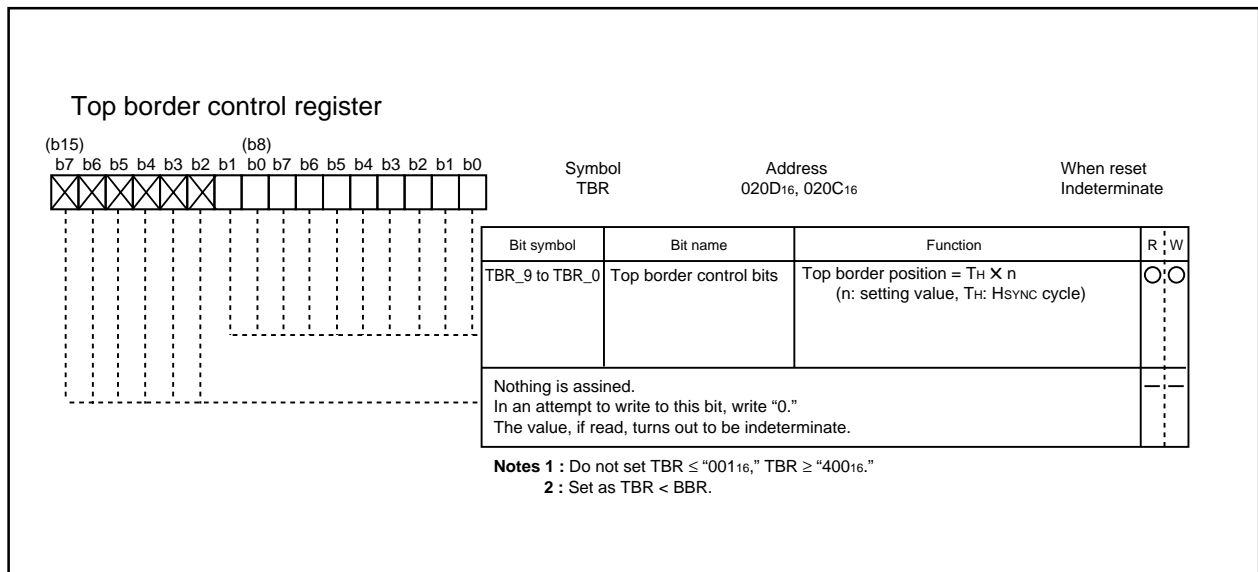 Top border control register
(b15) (b8)
b7 b6 b5 b4 b3 b2 b1 b0 b7 b6 b5 b4 b3 b2 b1 b0
Symbol Address When reset
TBR 020D16, 020C16 Indeterminate
Bit symbol Bit name Function R W
TBR_9 to TBR_0 Top border control bits Top border position = TH × n
(n: setting value, TH: HSYNC cycle)
Nothing is assined.
In an attempt to write to this bit, write “0.”
The value, if read, turns out to be indeterminate.
Notes 1 : Do not set TBR ≤ “00116,” TBR ≥ “40016.”
2 : Set as TBR < BBR.